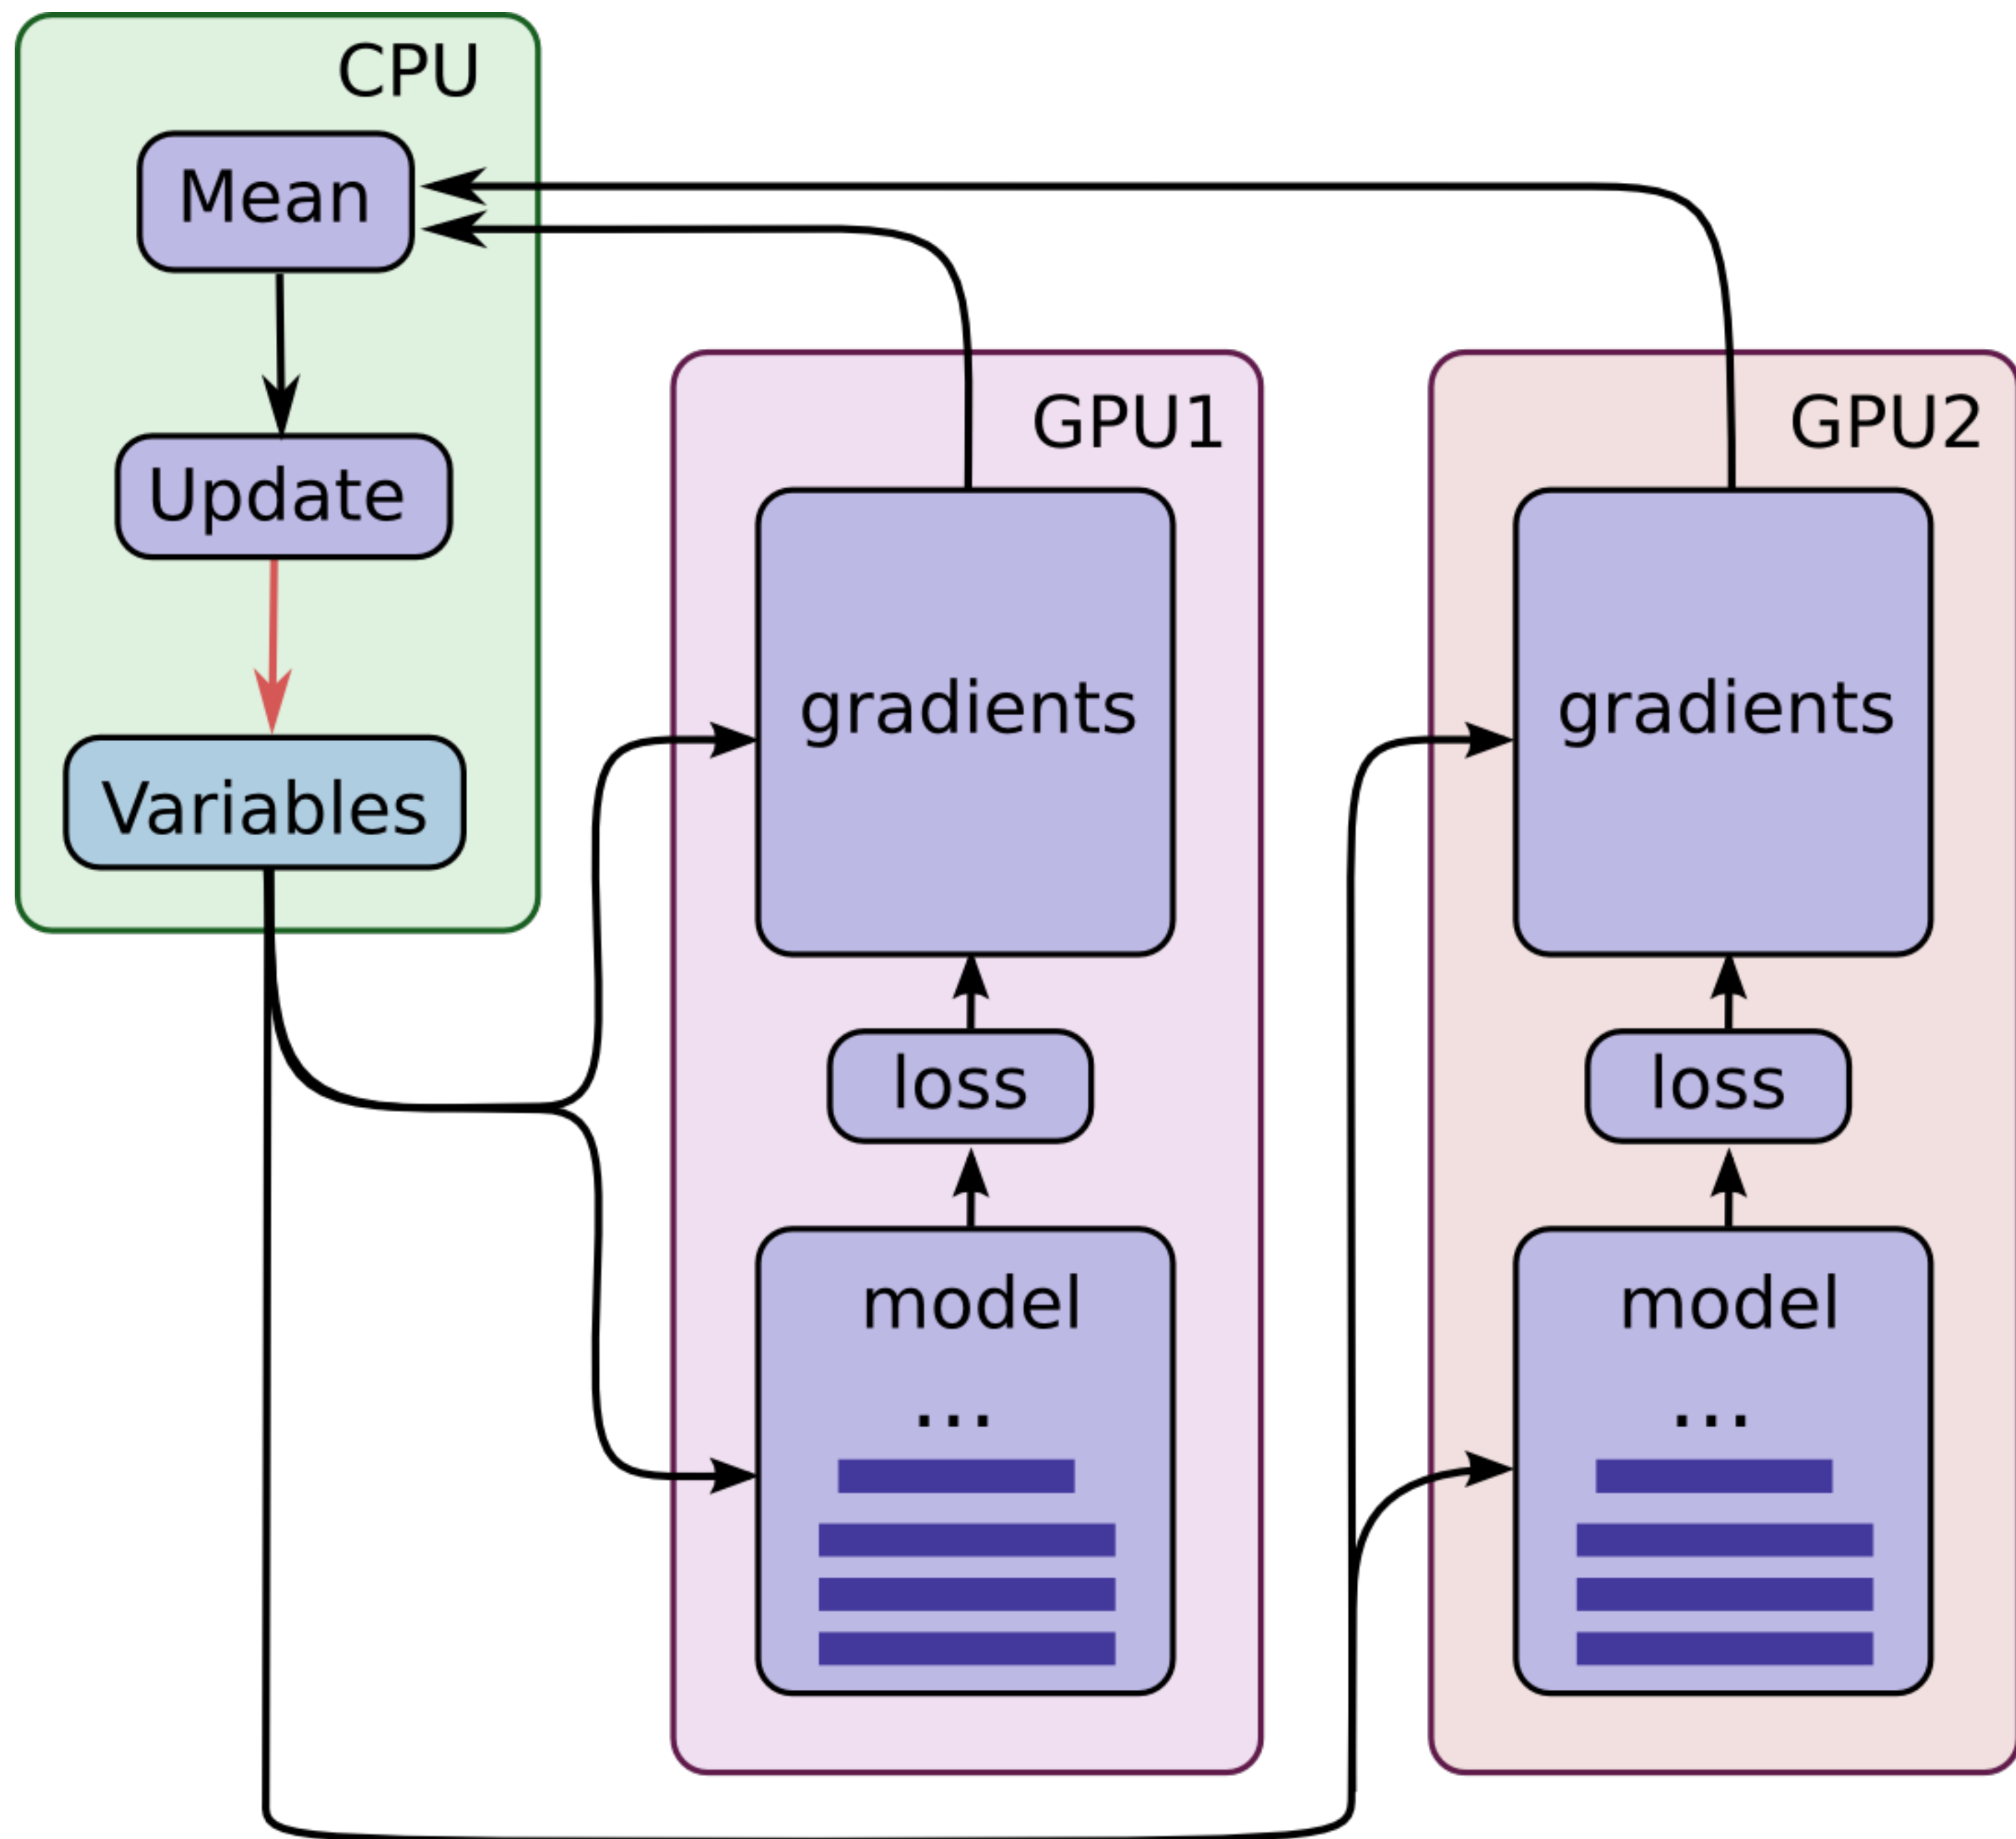 CPU
Mean
Update
Variables
GPU1
gradients
loss
model
...
GPU2
gradients
loss
model
...